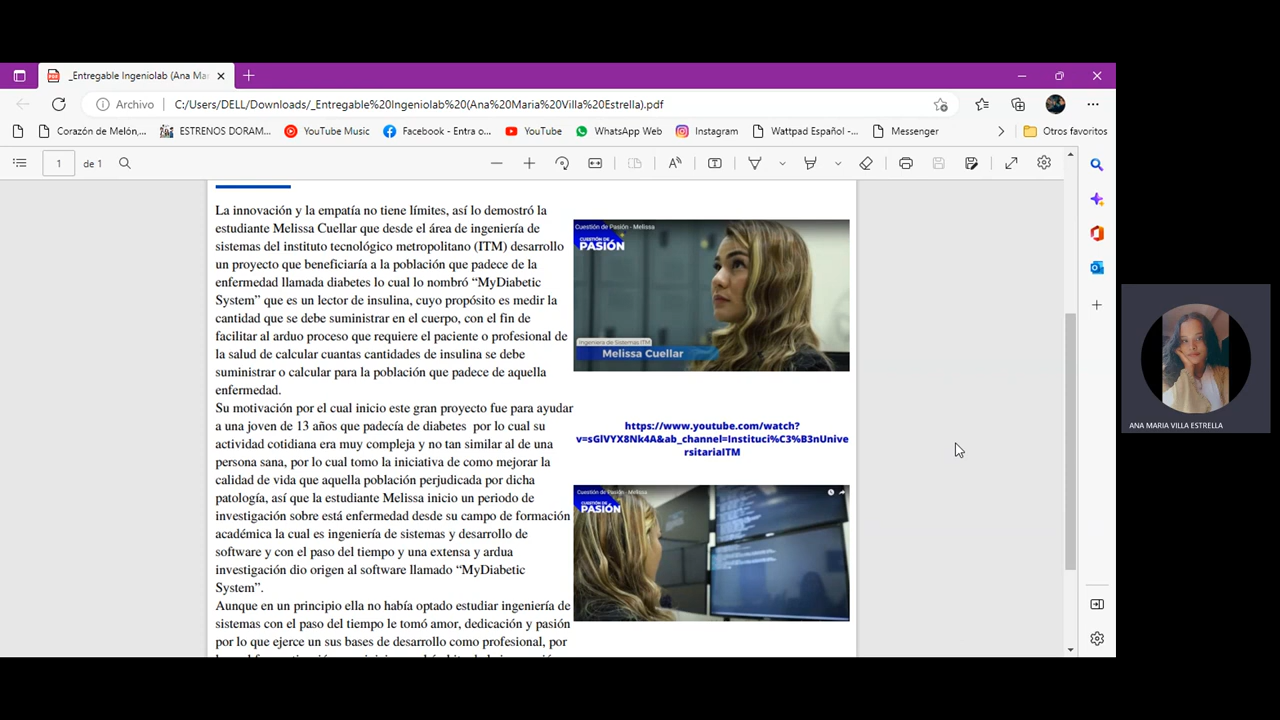 _Entregable Ingeniolab (Ana Ma
Archivo
C:/Users/DELL/Downloads/_Entregable%20Ingeniolab%20(Ana%20Maria%20Villa%20Estrella).pdf
Corazón de Melón,...
ESTRENOS DORAM...
YouTube Music
Facebook - Entra o...
YouTube
WhatsApp Web
Instagram
Wattpad Español -...
Messenger
Otros favoritos
1
de 1
La innovación y la empatía no tiene límites, así lo demostró la
estudiante Melissa Cuellar que desde el área de ingeniería de
sistemas del instituto tecnológico metropolitano (ITM) desarrollo
un proyecto que beneficiaría a la población que padece de la
enfermedad llamada diabetes lo cual lo nombró “MyDiabetic
System” que es un lector de insulina, cuyo propósito es medir la
cantidad que se debe suministrar en el cuerpo, con el fin de
facilitar al arduo proceso que requiere el paciente o profesional de
la salud de calcular cuantas cantidades de insulina se debe
suministrar o calcular para la población que padece de aquella
enfermedad.
Su motivación por el cual inicio este gran proyecto fue para ayudar
a una joven de 13 años que padecía de diabetes por lo cual su
actividad cotidiana era muy compleja y no tan similar al de una
persona sana, por lo cual tomo la iniciativa de como mejorar la
calidad de vida que aquella población perjudicada por dicha
patología, así que la estudiante Melissa inicio un periodo de
investigación sobre está enfermedad desde su campo de formación
académica la cual es ingeniería de sistemas y desarrollo de
software y con el paso del tiempo y una extensa y ardua
investigación dio origen al software llamado “MyDiabetic
System”.
Aunque en un principio ella no había optado estudiar ingeniería de
sistemas con el paso del tiempo le tomó amor, dedicación y pasión
por lo que ejerce un sus bases de desarrollo como profesional, por
Cuestión de Pasión - Melissa
CUESTIÓN DE
PASIÓN
Ingeniera de Sistemas ITM
Melissa Cuellar
https://www.youtube.com/watch?
v=sGlVYX8Nk4A&ab_channel=Instituci%C3%B3nUnive
rsitariaITM
Cuestión de Pasión - Melissa
CUESTIÓN DE
PASIÓN
ANA MARIA VILLA ESTRELLA